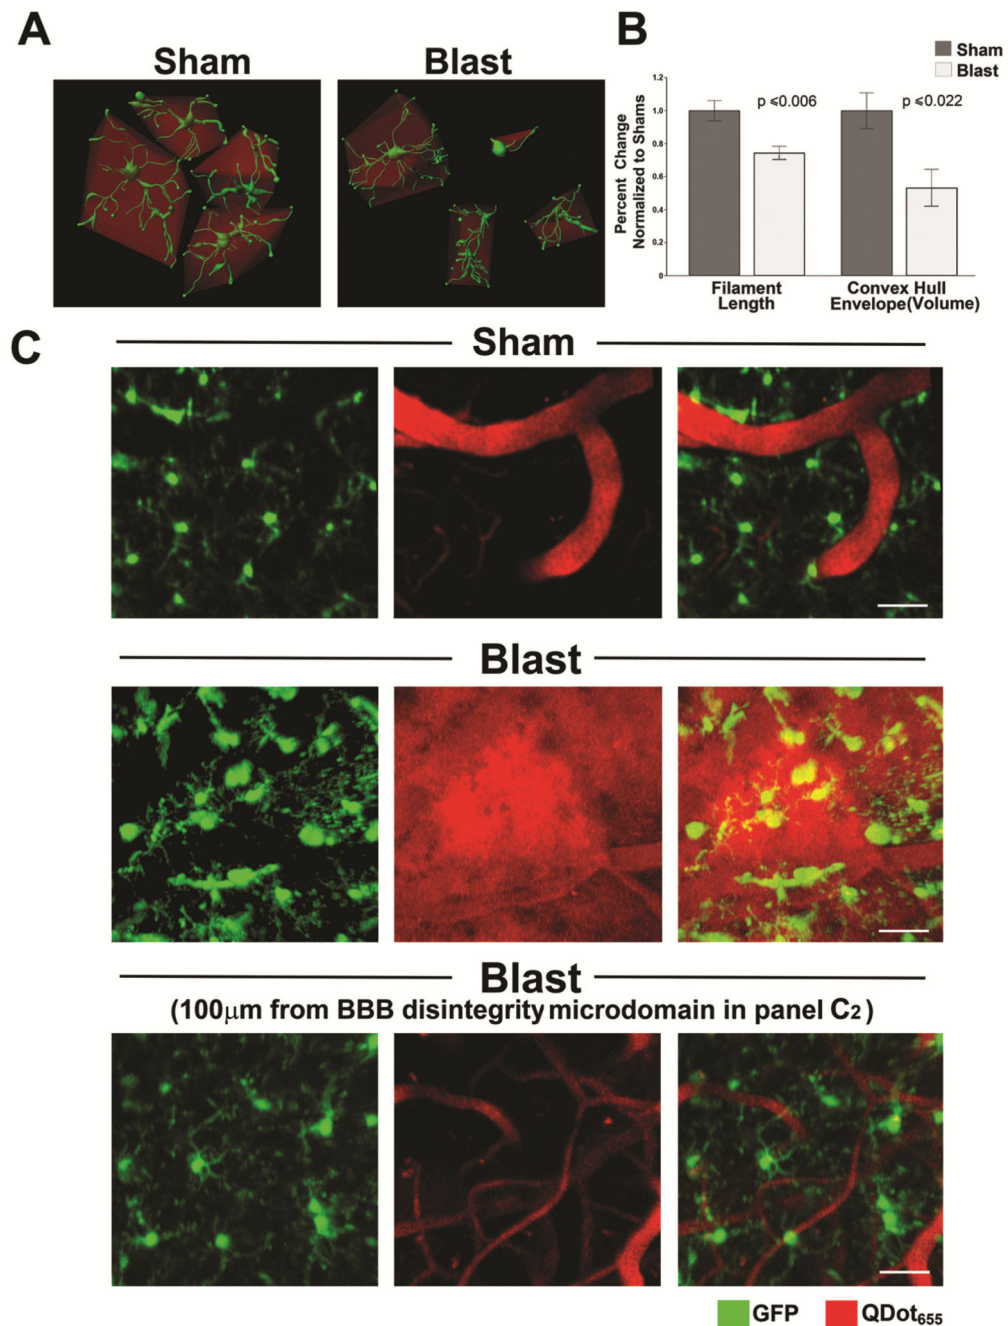 A
Sham
Blast
B
Sham
Blast
1.2
1.0
0.8
0.6
0.4
0.2
0
Percent Change
Normalized to Shams
p ⩽0.006
p ⩽0.022
Filament
Length
Convex Hull
Envelope(Volume)
C
Sham
Blast
Blast
(100μm from BBB disintegrity microdomain in panel C₂)
GFP
QDot₆₅₅